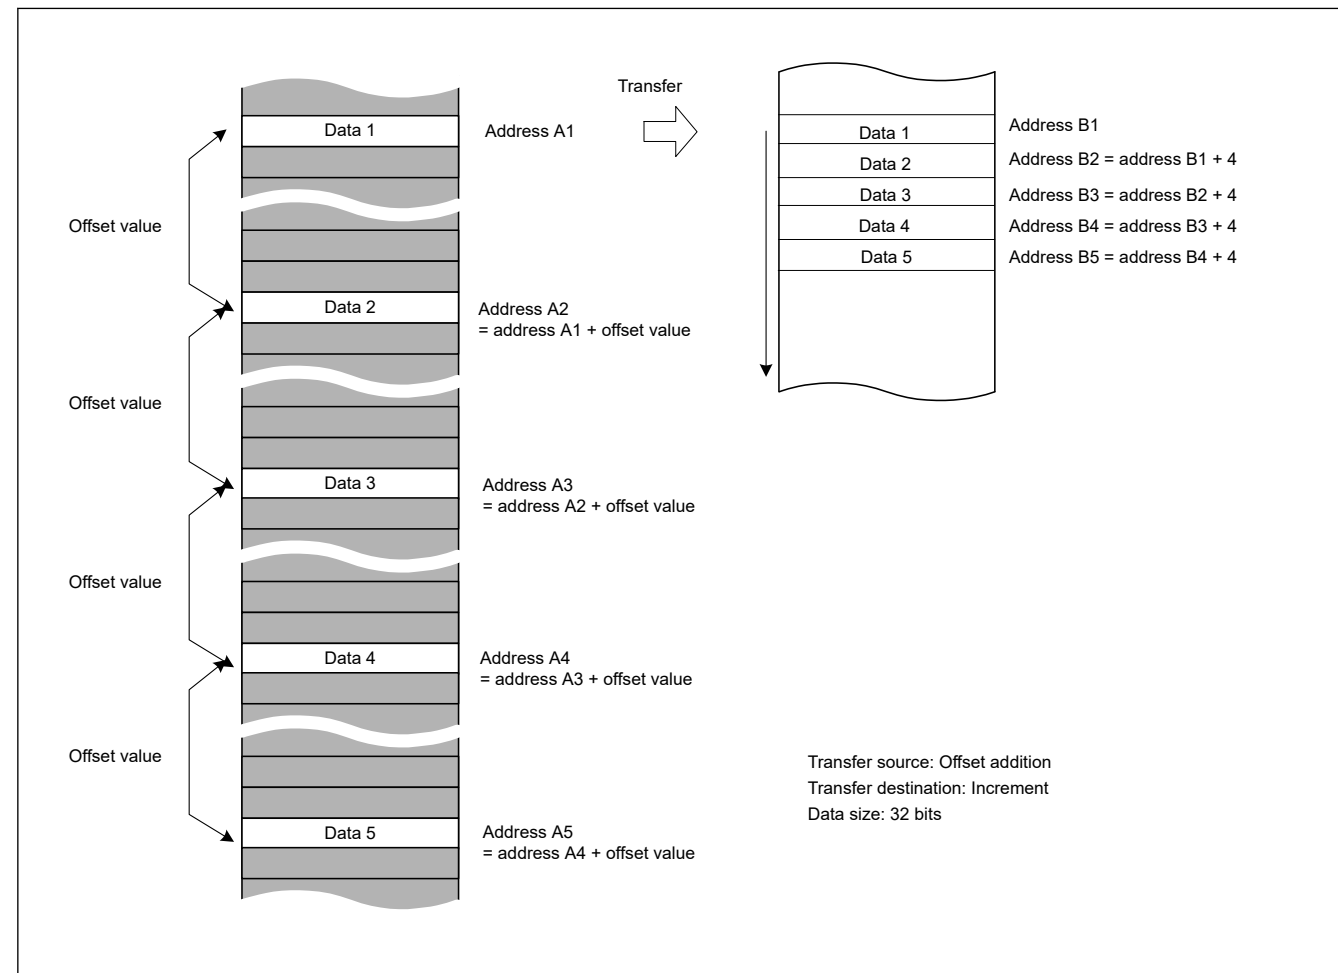 Transfer
Data 1
Address A1
Offset value
Data 2
Address A2
= address A1 + offset value
Offset value
Data 3
Address A3
= address A2 + offset value
Offset value
Data 4
Address A4
= address A3 + offset value
Offset value
Data 5
Address A5
= address A4 + offset value
Data 1
Address B1
Data 2
Address B2 = address B1 + 4
Data 3
Address B3 = address B2 + 4
Data 4
Address B4 = address B3 + 4
Data 5
Address B5 = address B4 + 4
Transfer source: Offset addition
Transfer destination: Increment
Data size: 32 bits